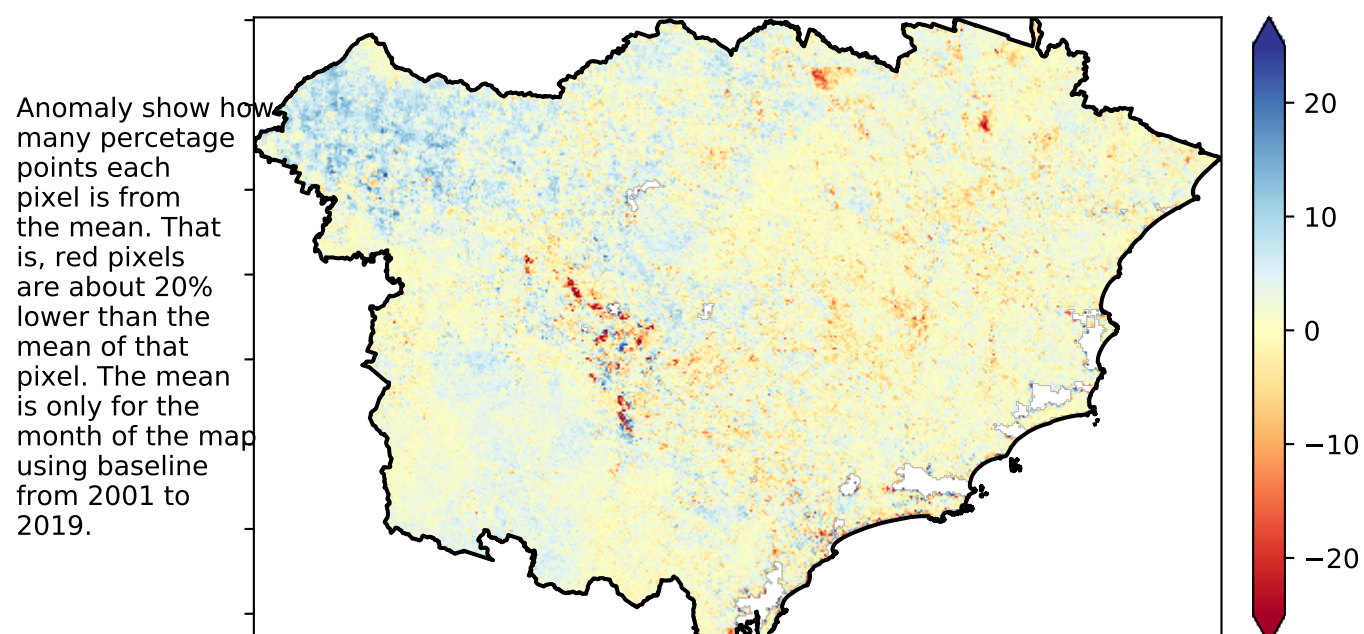 Anomaly show how
many percetage
points each
pixel is from
the mean. That
is, red pixels
are about 20%
lower than the
mean of that
pixel. The mean
is only for the
month of the map
using baseline
from 2001 to
2019.
20
10
0
−10
−20